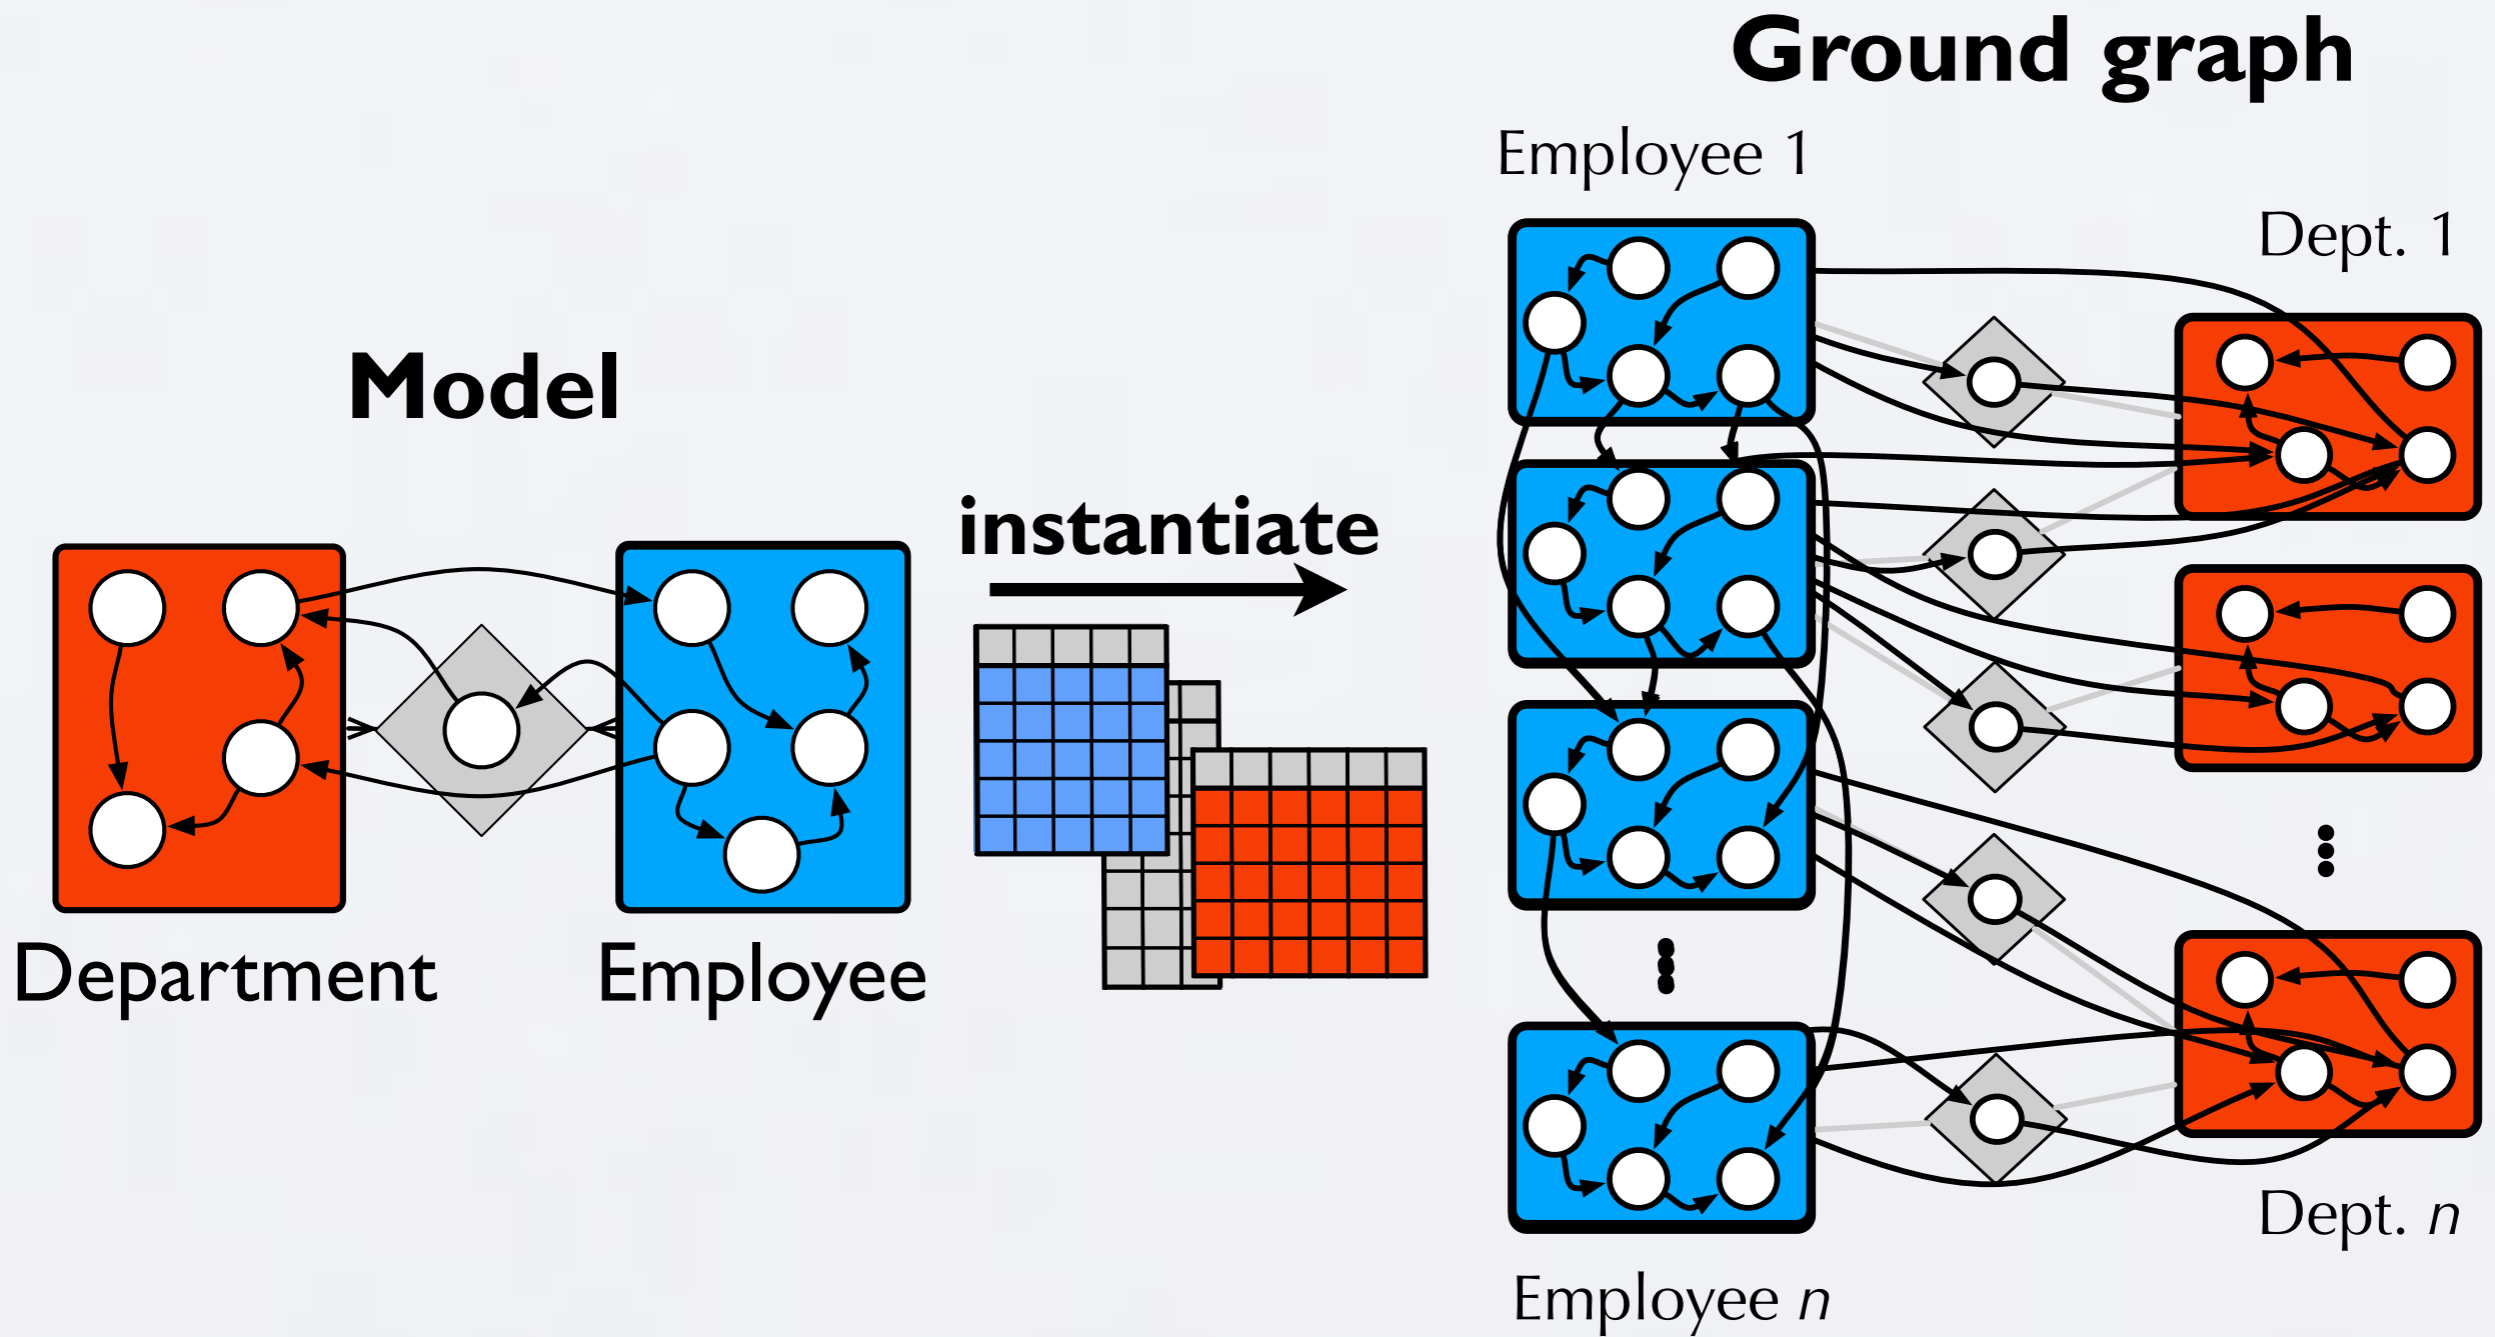 Ground graph
Employee 1
Dept. 1
Model
instantiate
Department
Employee
Dept. n
Employee n